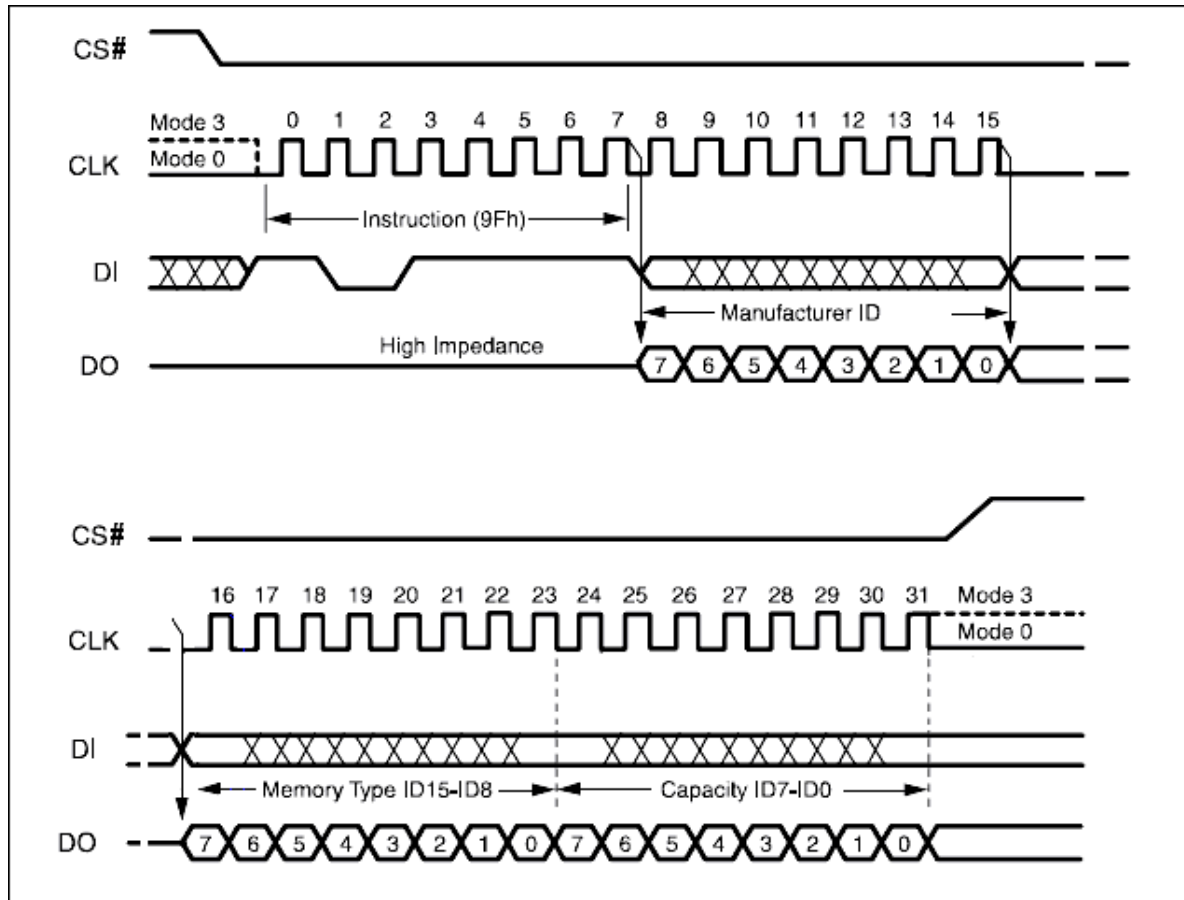 CS#
Mode 3
0 1 2 3 4 5 6 7 8 9 10 11 12 13 14 15
CLK
Mode 0
Instruction (9Fh)
DI
Manufacturer ID
High Impedance
DO
7 6 5 4 3 2 1 0
CS#
16 17 18 19 20 21 22 23 24 25 26 27 28 29 30 31
Mode 3
CLK
Mode 0
DI
Memory Type ID15-ID8
Capacity ID7-ID0
DO
7 6 5 4 3 2 1 0 7 6 5 4 3 2 1 0